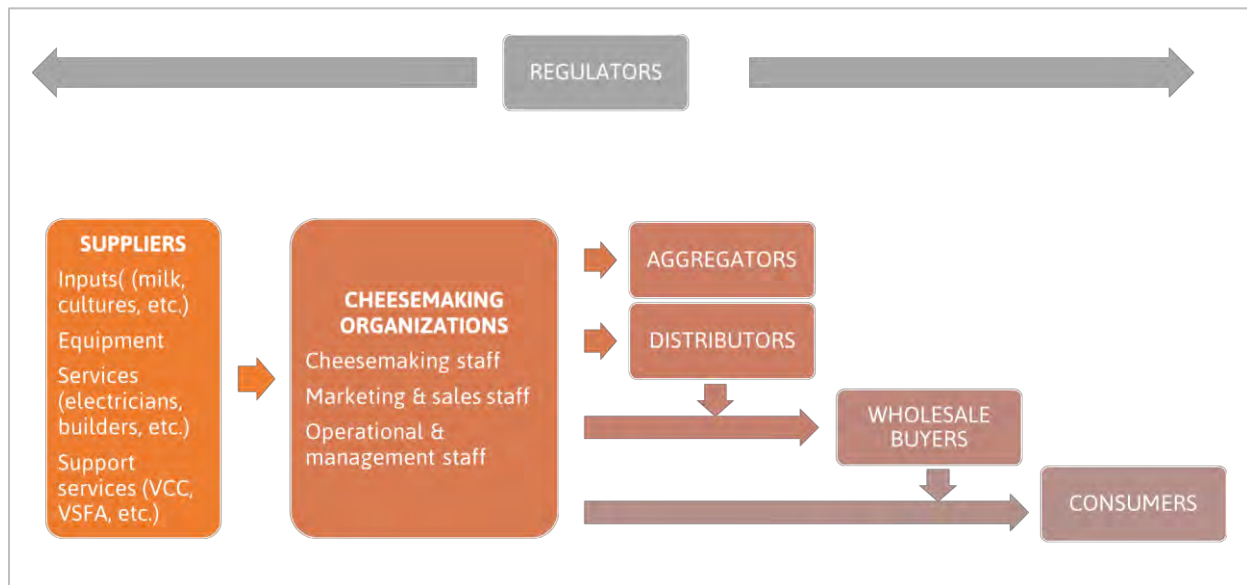 REGULATORS
SUPPLIERS
Inputs( (milk,
cultures, etc.)
Equipment
Services
(electricians,
builders, etc.)
Support
services (VCC,
VSFA, etc.)
CHEESEMAKING
ORGANIZATIONS
Cheesemaking staff
Marketing & sales staff
Operational &
management staff
AGGREGATORS
DISTRIBUTORS
WHOLESALE
BUYERS
CONSUMERS